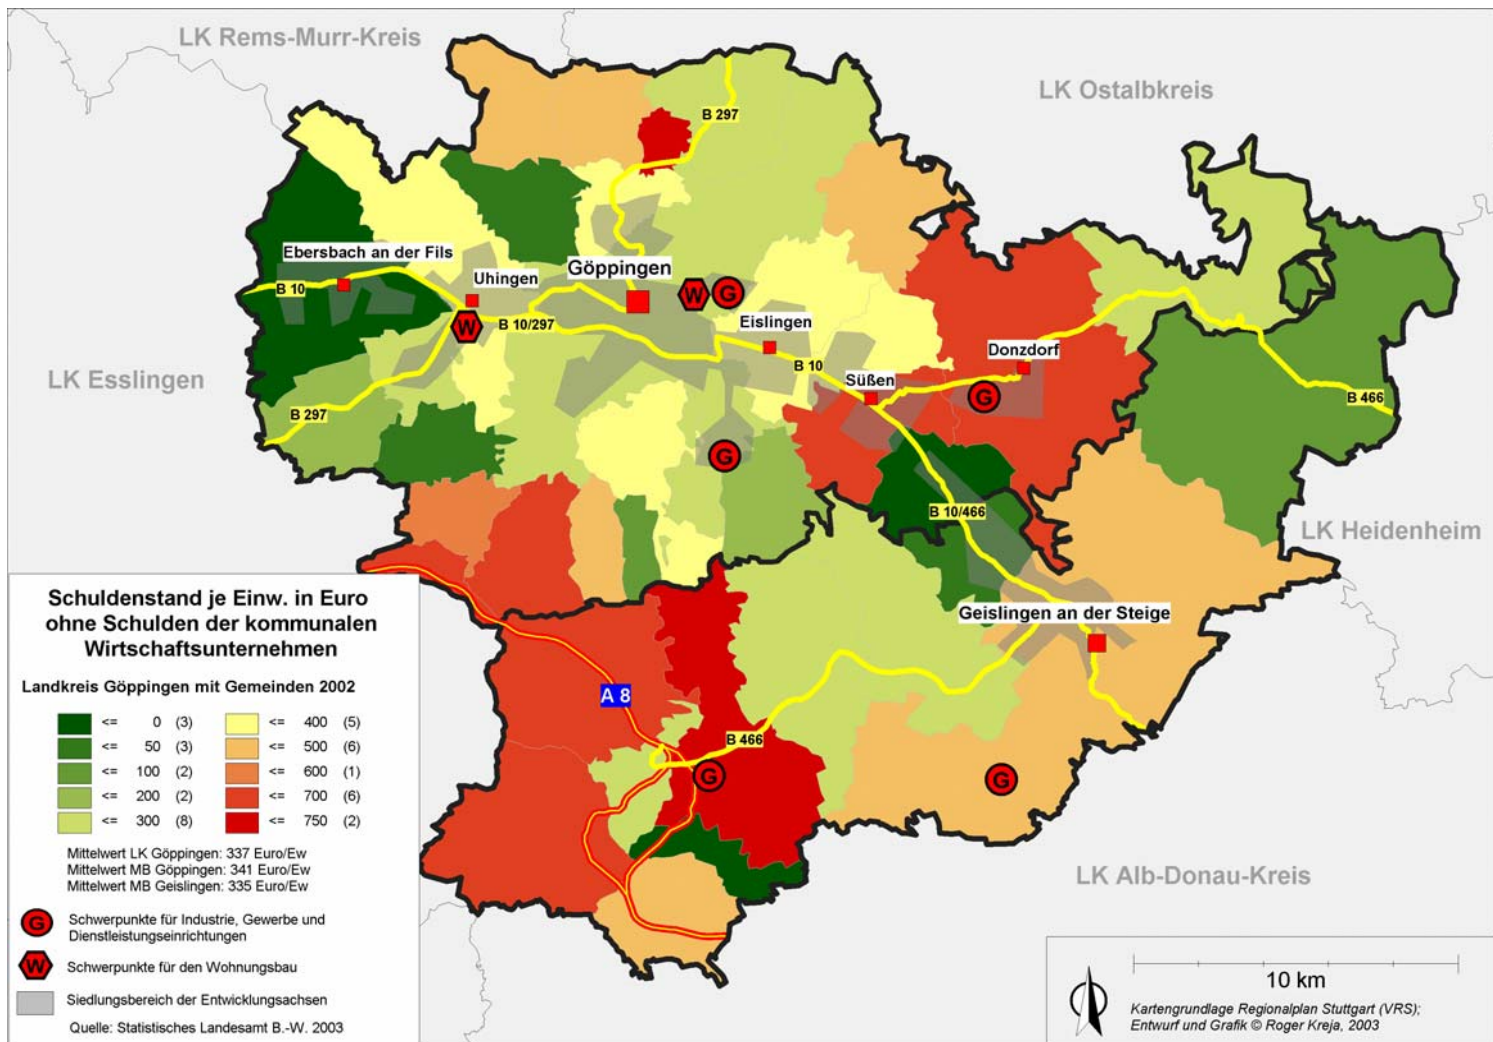 LK Rems-Murr-Kreis
LK Ostalbkreis
B 297
Ebersbach an der Fils
Uhingen
Göppingen
B 10
W
G
W
B 10/297
Eislingen
B 10
Donzdorf
Süßen
G
LK Esslingen
B 297
B 466
G
B 10/466
LK Heidenheim
Geislingen an der Steige
A 8
B 466
G
G
LK Alb-Donau-Kreis
Schuldenstand je Einw. in Euro
ohne Schulden der kommunalen
Wirtschaftsunternehmen
Landkreis Göppingen mit Gemeinden 2002
<= 0 (3) <= 400 (5)
<= 50 (3) <= 500 (6)
<= 100 (2) <= 600 (1)
<= 200 (2) <= 700 (6)
<= 300 (8) <= 750 (2)
Mittelwert LK Göppingen: 337 Euro/Ew
Mittelwert MB Göppingen: 341 Euro/Ew
Mittelwert MB Geislingen: 335 Euro/Ew
G Schwerpunkte für Industrie, Gewerbe und
Dienstleistungseinrichtungen
W Schwerpunkte für den Wohnungsbau
Siedlungsbereich der Entwicklungsachsen
Quelle: Statistisches Landesamt B.-W. 2003
10 km
Kartengrundlage Regionalplan Stuttgart (VRS);
Entwurf und Grafik © Roger Kreja, 2003